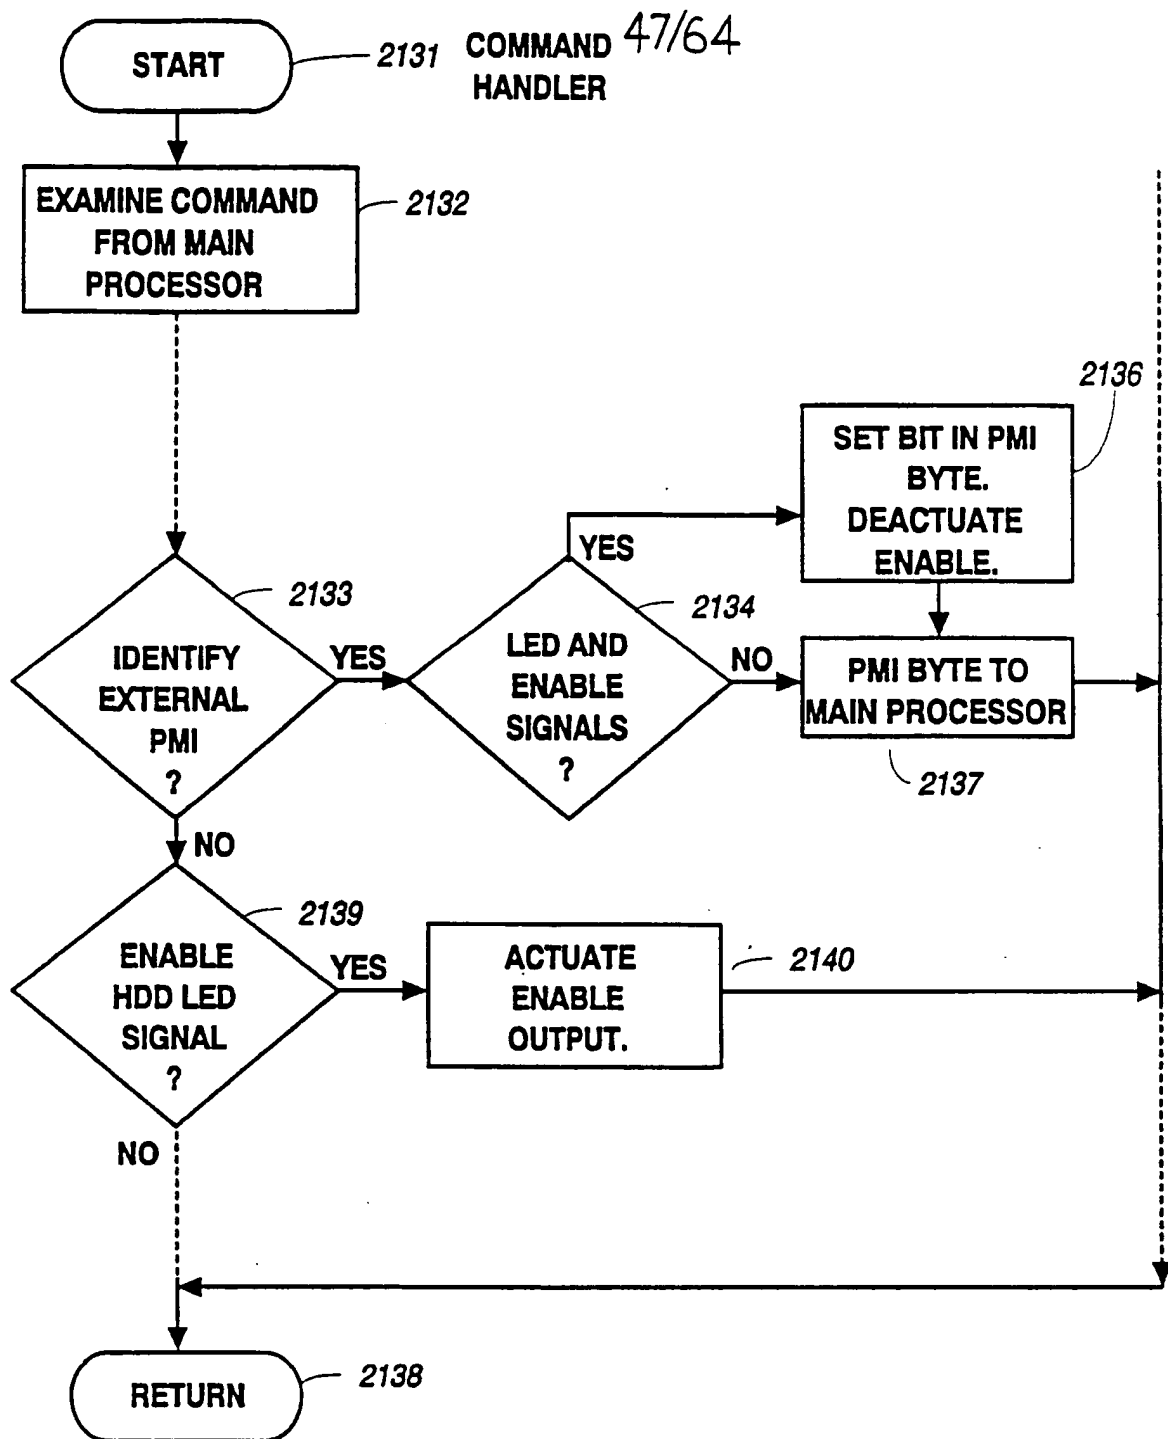 START
2131
COMMAND 47/64
HANDLER
EXAMINE COMMAND
FROM MAIN
PROCESSOR
2132
2136
SET BIT IN PMI
BYTE.
DEACTUATE
ENABLE.
YES
2133
2134
IDENTIFY
EXTERNAL
PMI
?
YES
LED AND
ENABLE
SIGNALS
?
NO
PMI BYTE TO
MAIN PROCESSOR
2137
NO
2139
ENABLE
HDD LED
SIGNAL
?
YES
ACTUATE
ENABLE
OUTPUT.
2140
NO
RETURN
2138